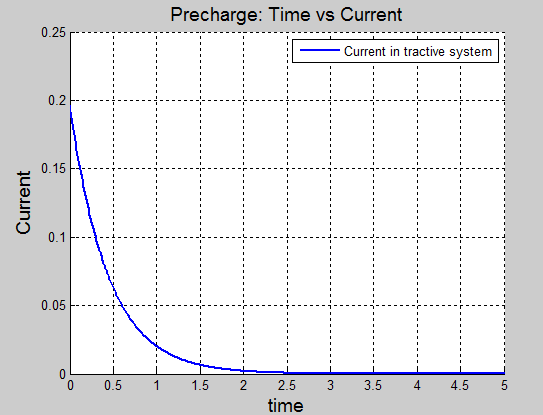 Precharge: Time vs Current
Current in tractive system
Current
0.25
0.2
0.15
0.1
0.05
0
0 0.5 1 1.5 2 2.5 3 3.5 4 4.5 5
time